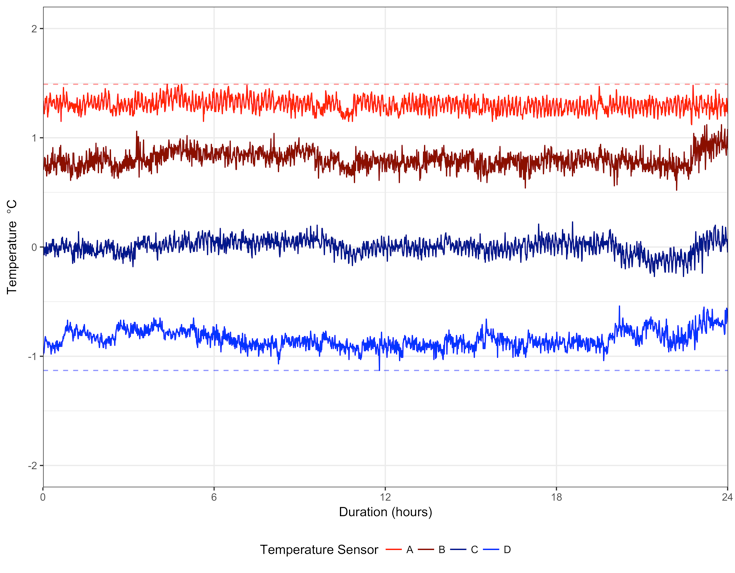 2
1
0
-1
-2
Temperature °C
0 6 12 18 24
Duration (hours)
Temperature Sensor A B C D